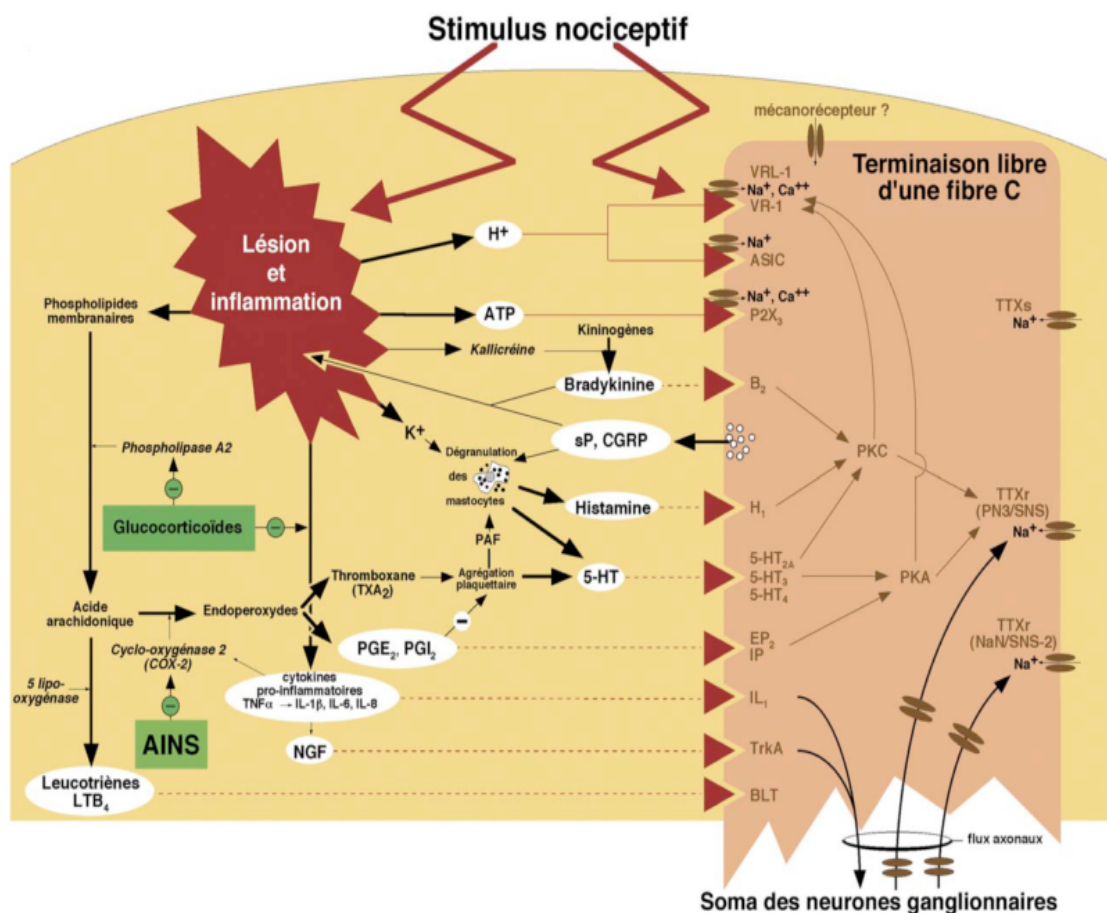 Stimulus nociceptif
mécanorécepteur ?
Terminaison libre
d'une fibre C
VRL-1
Na⁺, Ca⁺⁺
VR-1
Lésion
et
inflammation
H⁺
Na⁺
ASIC
Phospholipides
membranaires
ATP
Na⁺, Ca⁺⁺
P2X₃
TTXs
Na⁺
Kininogènes
Kallicréine
Bradykinine
B₂
K⁺
sP, CGRP
Dégranulation
des
mastocytes
PKC
Phospholipase A2
−
Glucocorticoïdes
−
Histamine
H₁
TTXr
(PN3/SNS)
Na⁺
PAF
Thromboxane
(TXA₂)
Agrégation
plaquettaire
5-HT
5-HT₂A
5-HT₃
5-HT₄
PKA
Acide
arachidonique
Endoperoxydes
−
PGE₂, PGI₂
EP₂
IP
TTXr
(NaN/SNS-2)
Na⁺
Cyclo-oxygénase 2
(COX-2)
5 lipo-
oxygénase
cytokines
pro-inflammatoires
TNFα → IL-1β, IL-6, IL-8
IL₁
−
AINS
NGF
TrkA
Leucotriènes
LTB₄
BLT
flux axonaux
Soma des neurones ganglionnaires